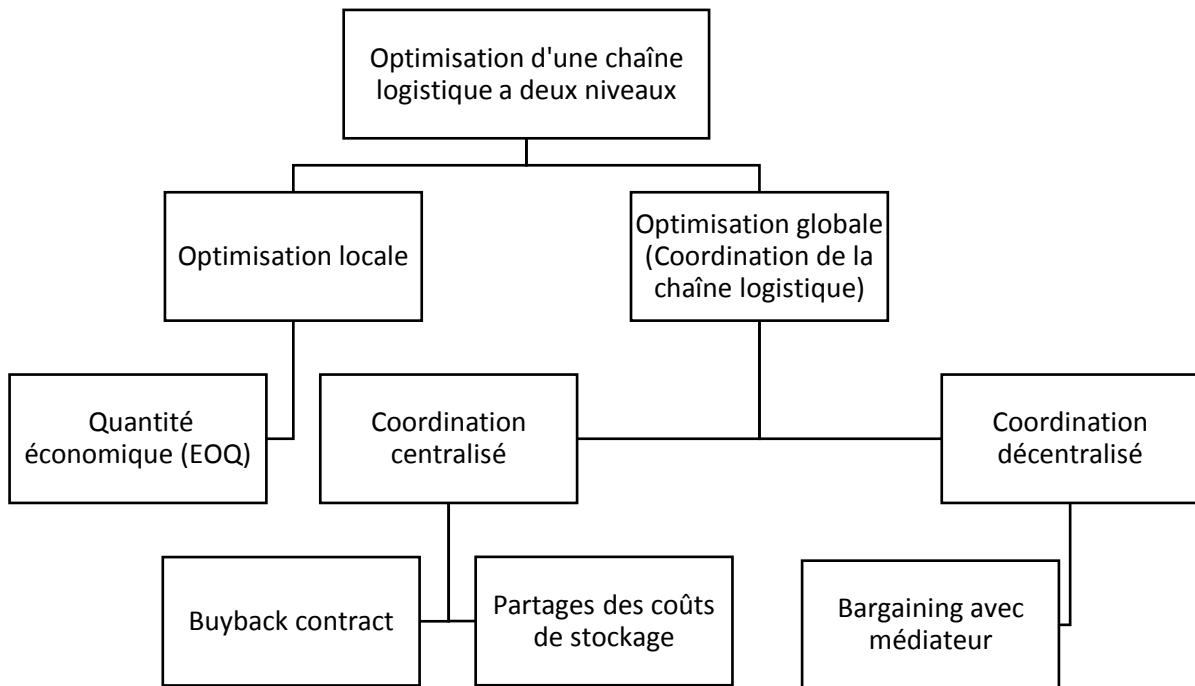 Optimisation d'une chaîne
logistique a deux niveaux
Optimisation locale
Optimisation globale
(Coordination de la
chaîne logistique)
Quantité
économique (EOQ)
Coordination
centralisé
Coordination
décentralisé
Buyback contract
Partages des coûts
de stockage
Bargaining avec
médiateur